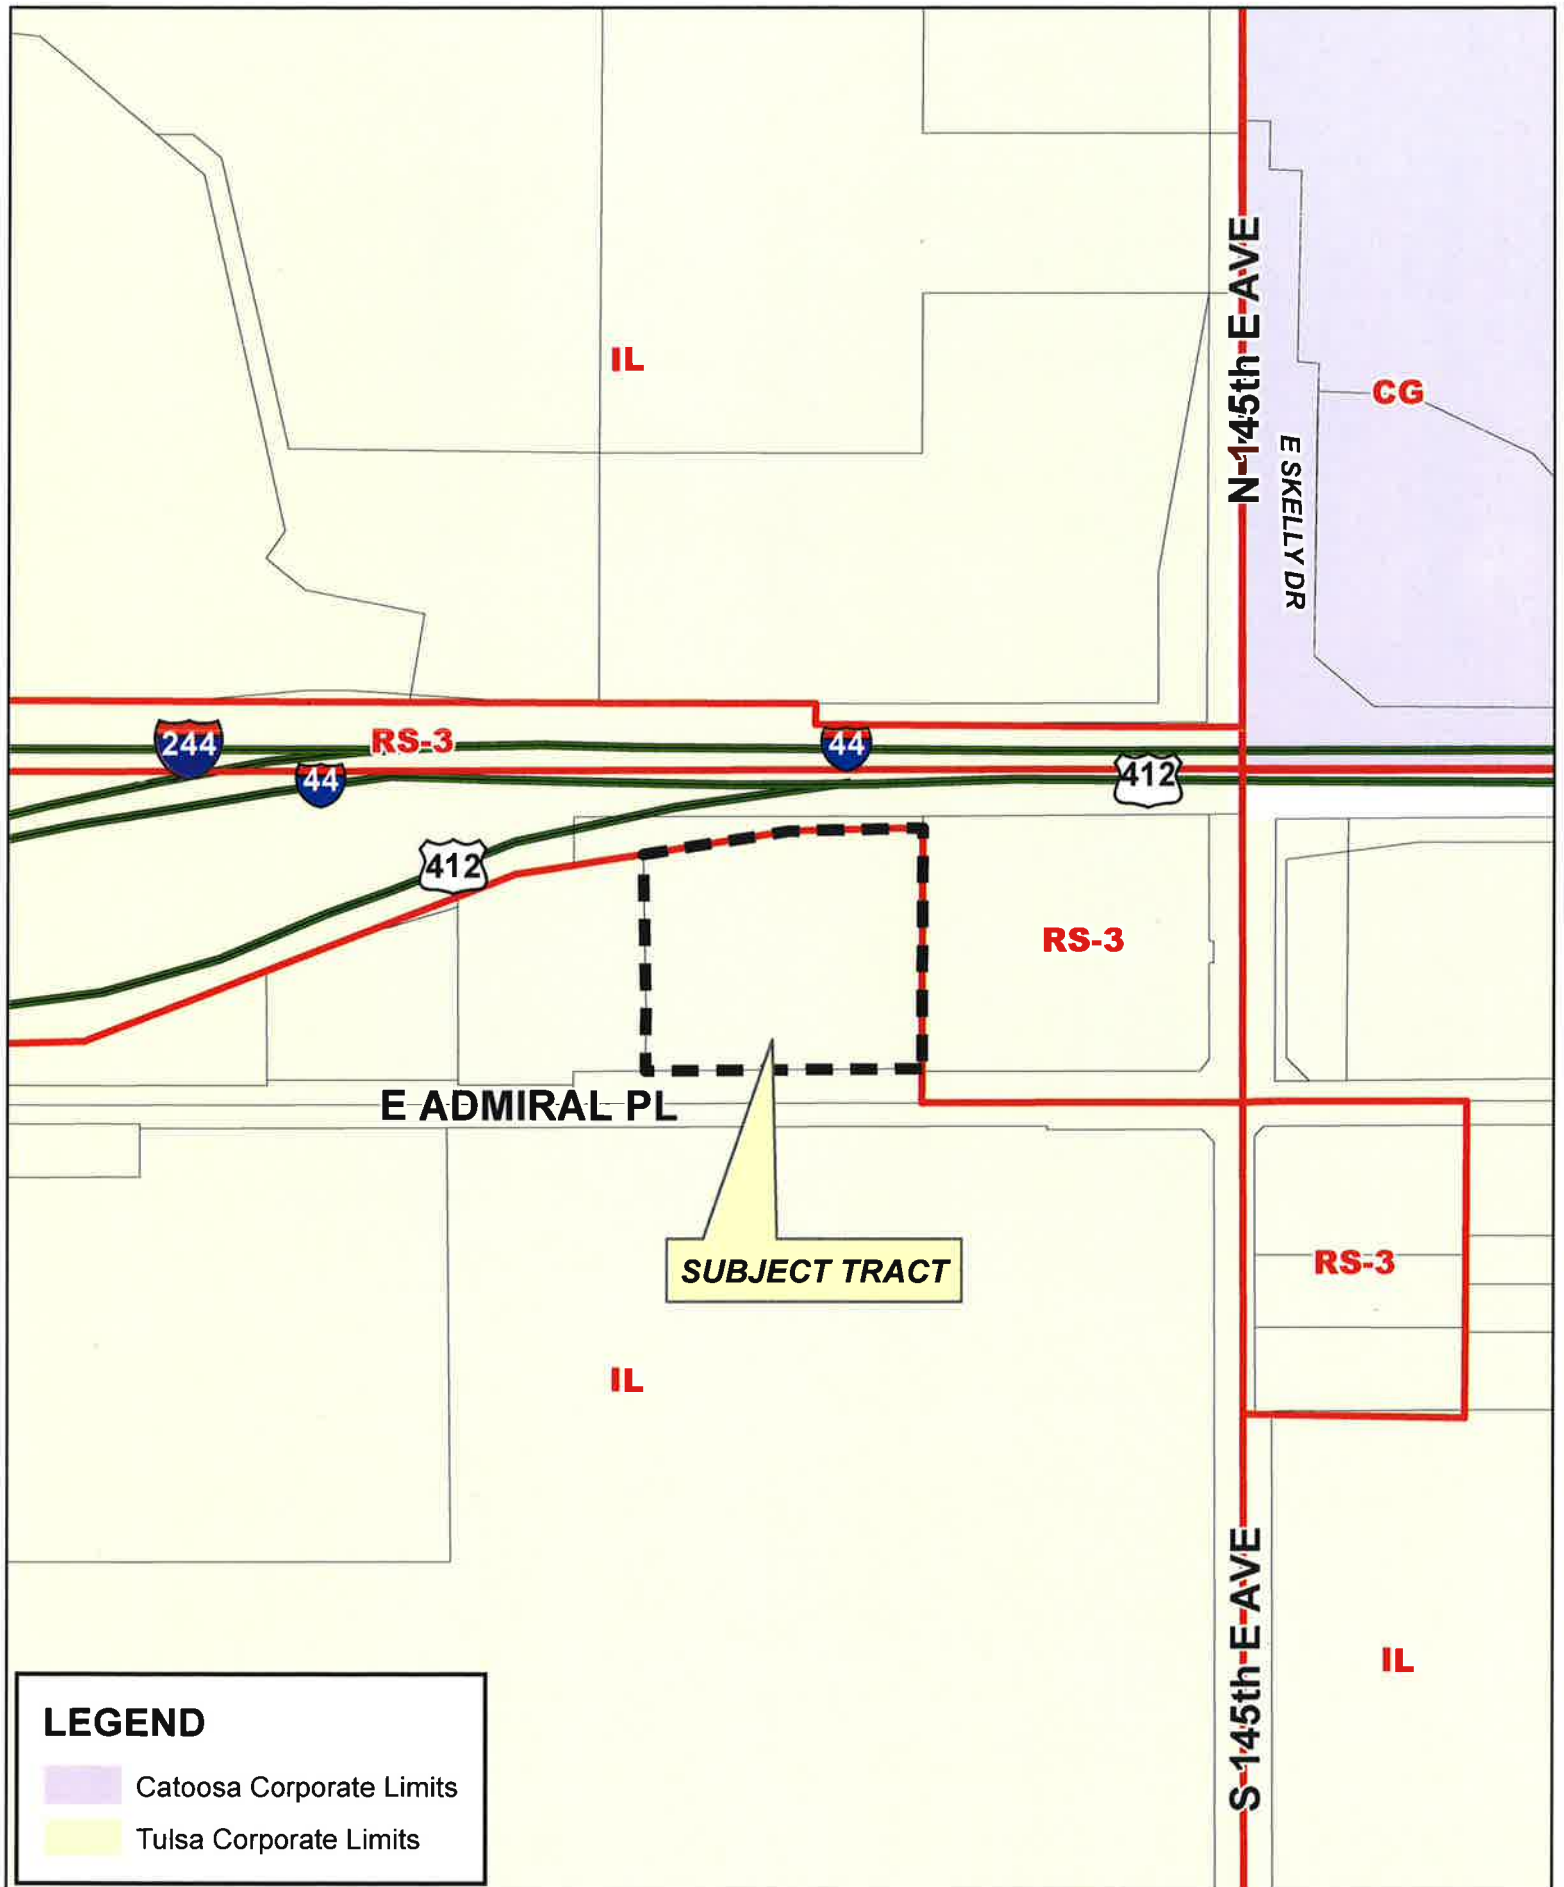 N 145th E AVE
IL
CG
E SKELLY DR
244
RS-3
44
44
412
412
RS-3
E ADMIRAL PL
SUBJECT TRACT
RS-3
IL
S 145th E AVE
IL
LEGEND
Catoosa Corporate Limits
Tulsa Corporate Limits